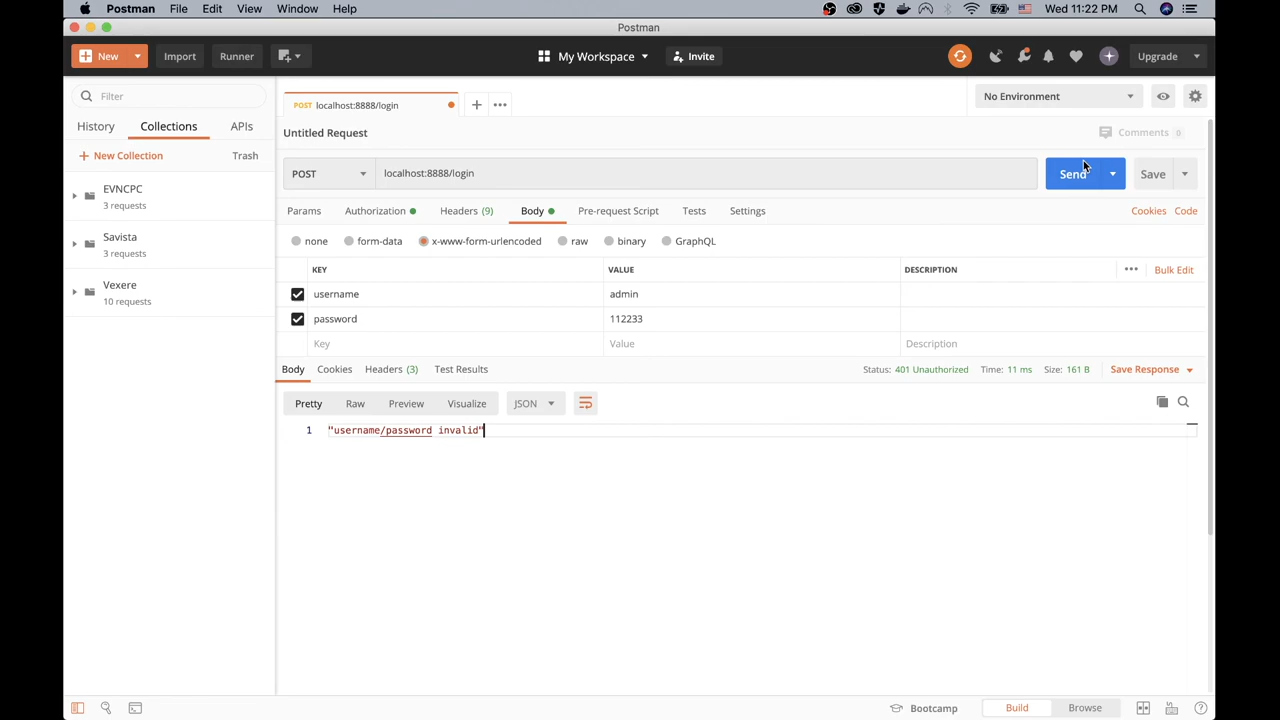 Postman File Edit View Window Help Wed 11:22 PM
Postman
New Import Runner My Workspace Invite Upgrade
Filter
History Collections APIs
+ New Collection Trash
EVNCPC
3 requests
Savista
3 requests
Vexere
10 requests
POST localhost:8888/login + ••• No Environment
Untitled Request Comments 0
POST localhost:8888/login Send Save
Params Authorization Headers (9) Body Pre-request Script Tests Settings Cookies Code
none form-data x-www-form-urlencoded raw binary GraphQL
KEY VALUE DESCRIPTION ••• Bulk Edit
username admin
password 112233
Key Value Description
Body Cookies Headers (3) Test Results Status: 401 Unauthorized Time: 11 ms Size: 161 B Save Response
Pretty Raw Preview Visualize JSON
1 "username/password invalid"
Bootcamp Build Browse